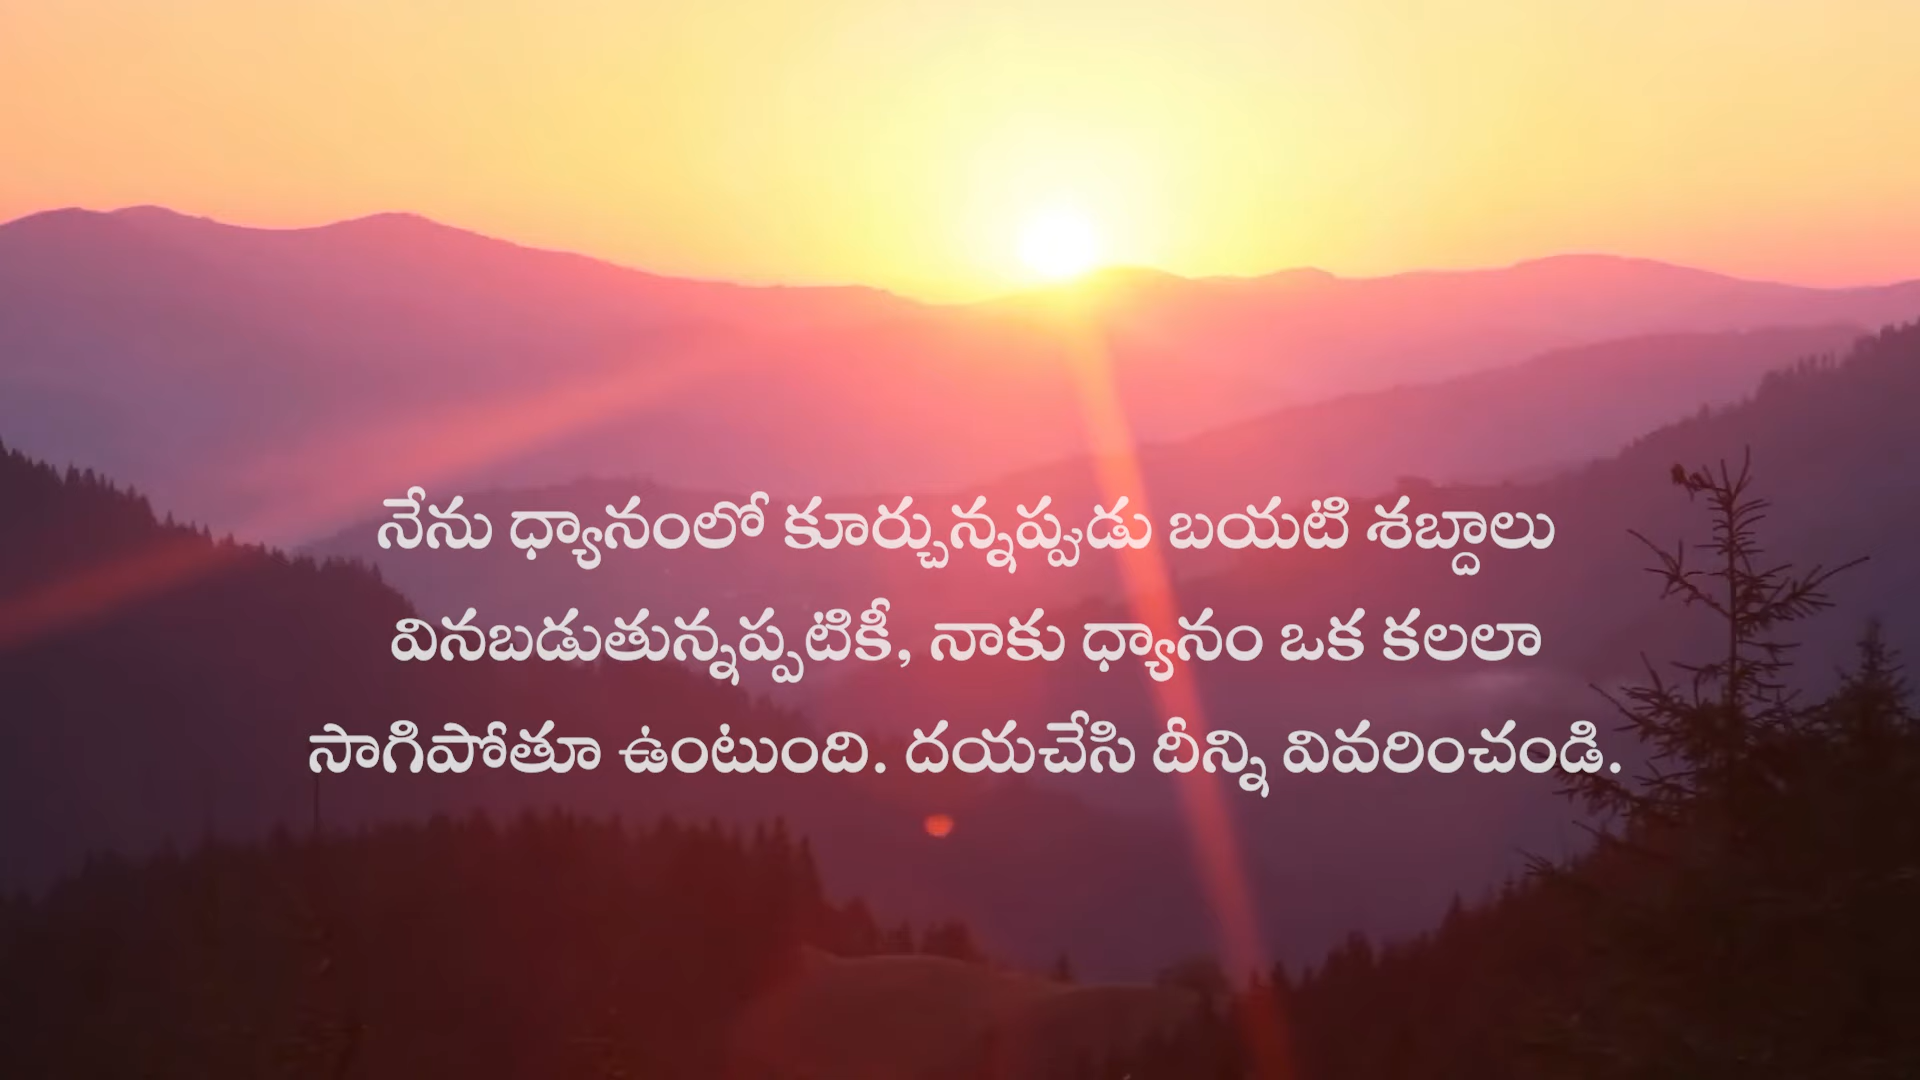 నేను ధ్యానంలో కూర్చున్నప్పుడు బయటి శబ్దాలు
వినబడుతున్నప్పటికీ, నాకు ధ్యానం ఒక కలలా
సాగిపోతూ ఉంటుంది. దయచేసి దీన్ని వివరించండి.